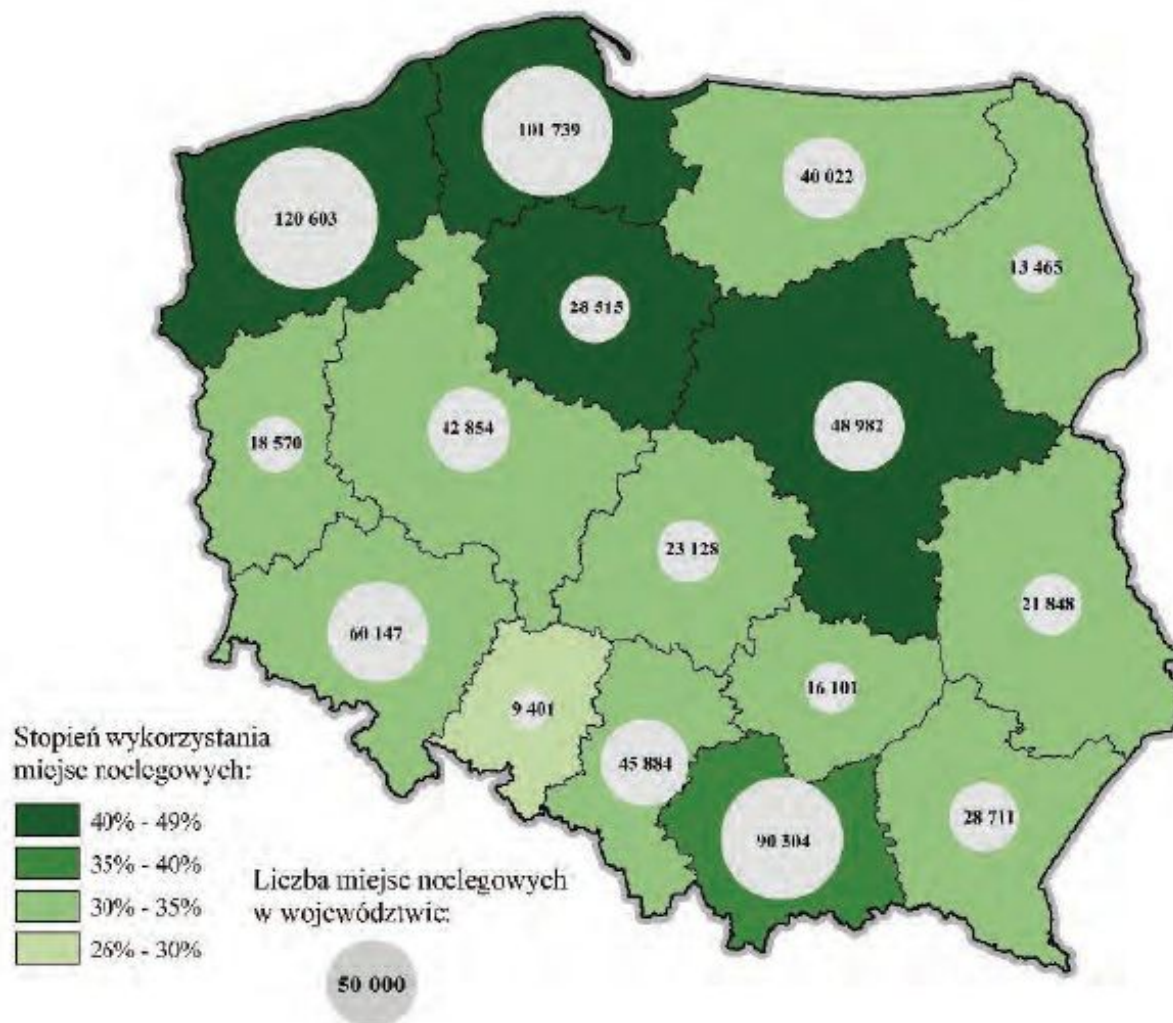 101 739
40 022
120 603
13 465
28 515
18 570
42 854
48 982
23 128
21 848
60 147
16 101
9 401
45 884
28 711
90 304
Stopień wykorzystania
miejsc noclegowych:
40% - 49%
35% - 40%
30% - 35%
26% - 30%
Liczba miejsc noclegowych
w województwie:
50 000